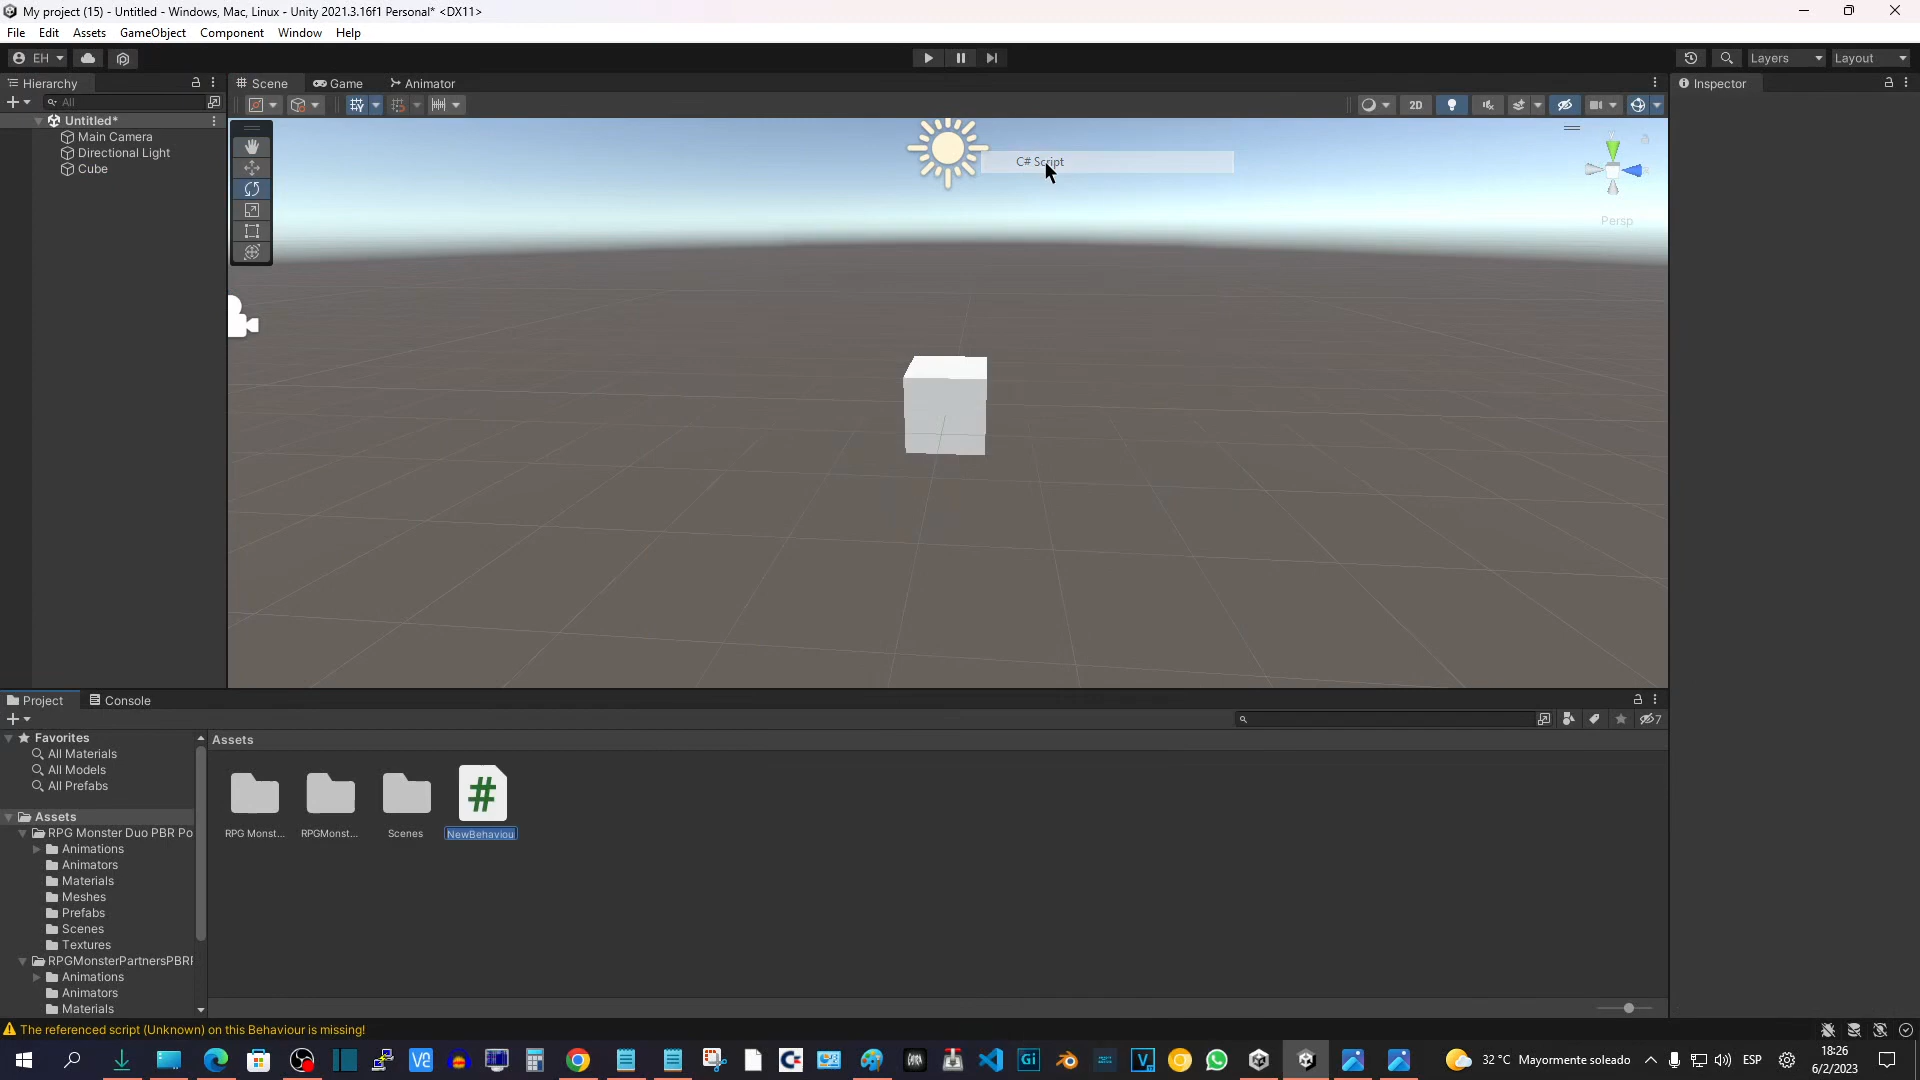 My project (15) - Untitled - Windows, Mac, Linux - Unity 2021.3.16f1 Personal* <DX11>
File Edit Assets GameObject Component Window Help
EH Layers Layout
Hierarchy
All
Untitled*
Main Camera
Directional Light
Cube
Scene Game Animator
2D
C# Script
Persp
Inspector
Project Console
7
Favorites
All Materials
All Models
All Prefabs
Assets
RPG Monster Duo PBR Po
Animations
Animators
Materials
Meshes
Prefabs
Scenes
Textures
RPGMonsterPartnersPBRF
Animations
Animators
Materials
Assets
RPG Monst... RPGMonst... Scenes NewBehaviou
The referenced script (Unknown) on this Behaviour is missing!
32 °C Mayormente soleado ESP
18:26
6/2/2023